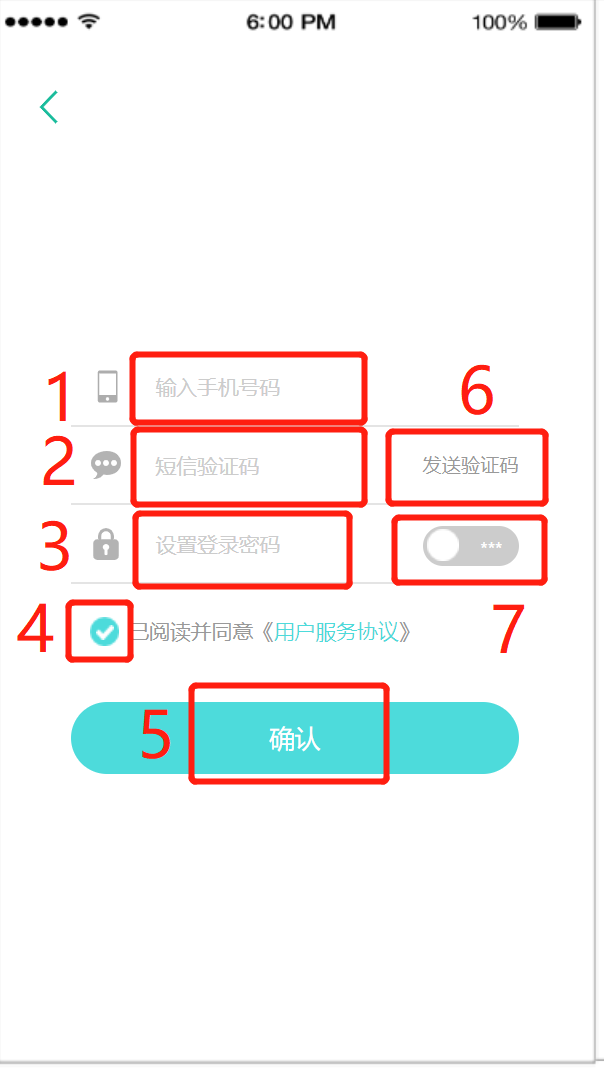 6:00 PM 100%
1 输入手机号码 6
2 短信验证码 发送验证码
3 设置登录密码 ***
4 已阅读并同意《用户服务协议》 7
5 确认